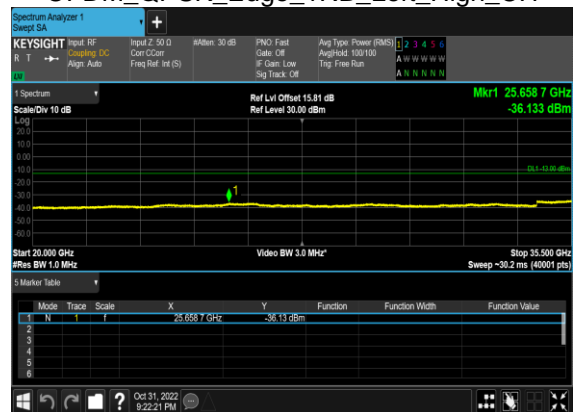 Spectrum Analyzer 1
Swept SA
+
KEYSIGHT Input: RF Input Z: 50 Ω #Atten: 30 dB PNO: Fast Avg Type: Power (RMS) 1 2 3 4 5 6
R T Coupling: DC Corr CCorr Gate: Off Avg|Hold: 100/100 A W W W W W
Align: Auto Freq Ref: Int (S) IF Gain: Low Trig: Free Run
LV Sig Track: Off A N N N N N
1 Spectrum Ref Lvl Offset 15.81 dB Mkr1 25.658 7 GHz
Scale/Div 10 dB Ref Level 30.00 dBm -36.133 dBm
Log
20.0
10.0
0.00
-10.0 DL1 -13.00 dBm
-20.0
-30.0 1
-40.0
-50.0
-60.0
Start 20.000 GHz Video BW 3.0 MHz* Stop 35.500 GHz
#Res BW 1.0 MHz Sweep ~30.2 ms (40001 pts)
5 Marker Table
Mode Trace Scale X Y Function Function Width Function Value
1 N 1 f 25.658 7 GHz -36.13 dBm
2
3
4
5
6
? Oct 31, 2022
9:22:21 PM